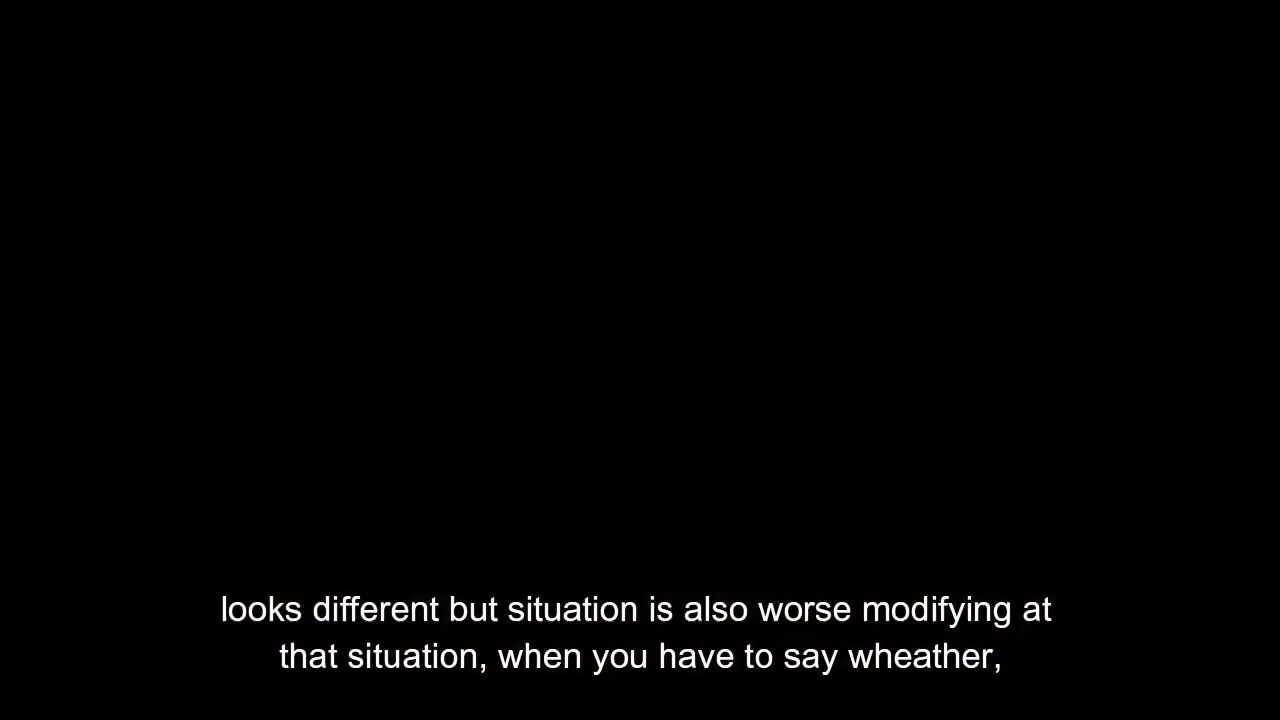 looks different but situation is also worse modifying at
that situation, when you have to say wheather,